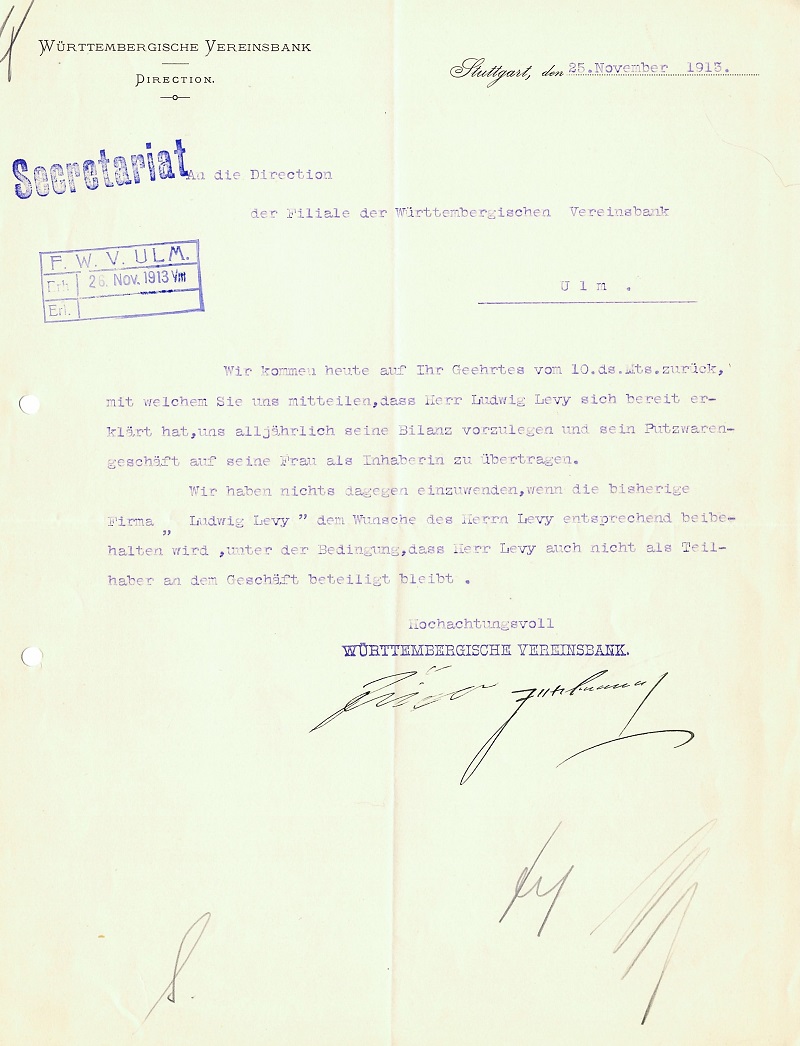 WÜRTTEMBERGISCHE VEREINSBANK
DIRECTION.
Stuttgart, den 25.November 1913.
Secretariat
An die Direction
der Filiale der Württembergischen Vereinsbank
F. W. V. ULM.
Erh. 26. Nov. 1913 Vm
Erl.
Ulm.
Wir kommen heute auf Ihr Geehrtes vom 10.ds.Mts.zurück,
mit welchem Sie uns mitteilen,dass Herr Ludwig Levy sich bereit er-
klärt hat,uns alljährlich seine Bilanz vorzulegen und sein Putzwaren-
geschäft auf seine Frau als Inhaberin zu übertragen.
Wir haben nichts dagegen einzuwenden,wenn die bisherige
Firma „ Ludwig Levy ” dem Wunsche des Herrn Levy entsprechend beibe-
halten wird ,unter der Bedingung,dass Herr Levy auch nicht als Teil-
haber an dem Geschäft beteiligt bleibt .
Hochachtungsvoll
WÜRTTEMBERGISCHE VEREINSBANK.